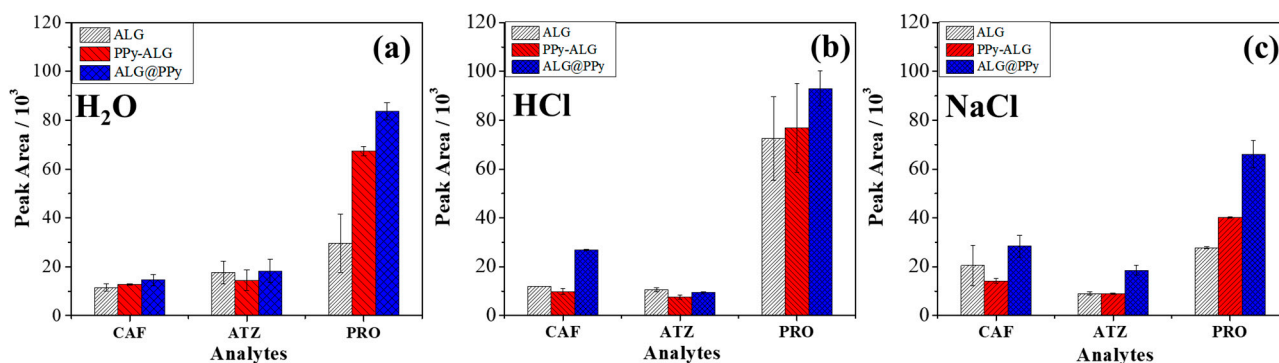 120
100
80
60
40
20
0
Peak Area / 10³
ALG
PPy-ALG
ALG@PPy
(a)
H₂O
CAF ATZ PRO
Analytes
120
100
80
60
40
20
0
Peak Area / 10³
ALG
PPy-ALG
ALG@PPy
(b)
HCl
CAF ATZ PRO
Analytes
120
100
80
60
40
20
0
Peak Area / 10³
ALG
PPy-ALG
ALG@PPy
(c)
NaCl
CAF ATZ PRO
Analytes